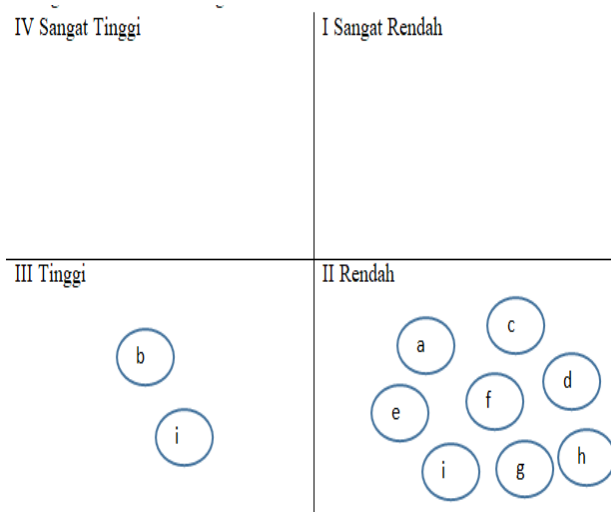 IV Sangat Tinggi
I Sangat Rendah
III Tinggi
b
i
II Rendah
c
a
d
f
e
h
g
i